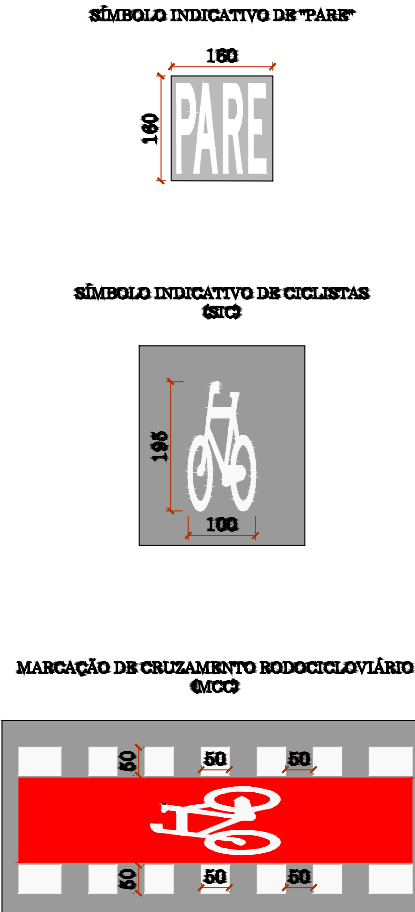 SÍMBOLO INDICATIVO DE "PARE"
160
160
PARE
SÍMBOLO INDICATIVO DE CICLISTAS
(SIC)
195
100
MARCAÇÃO DE CRUZAMENTO RODOCICLOVIÁRIO
(MCC)
50
50
50
50
50
50